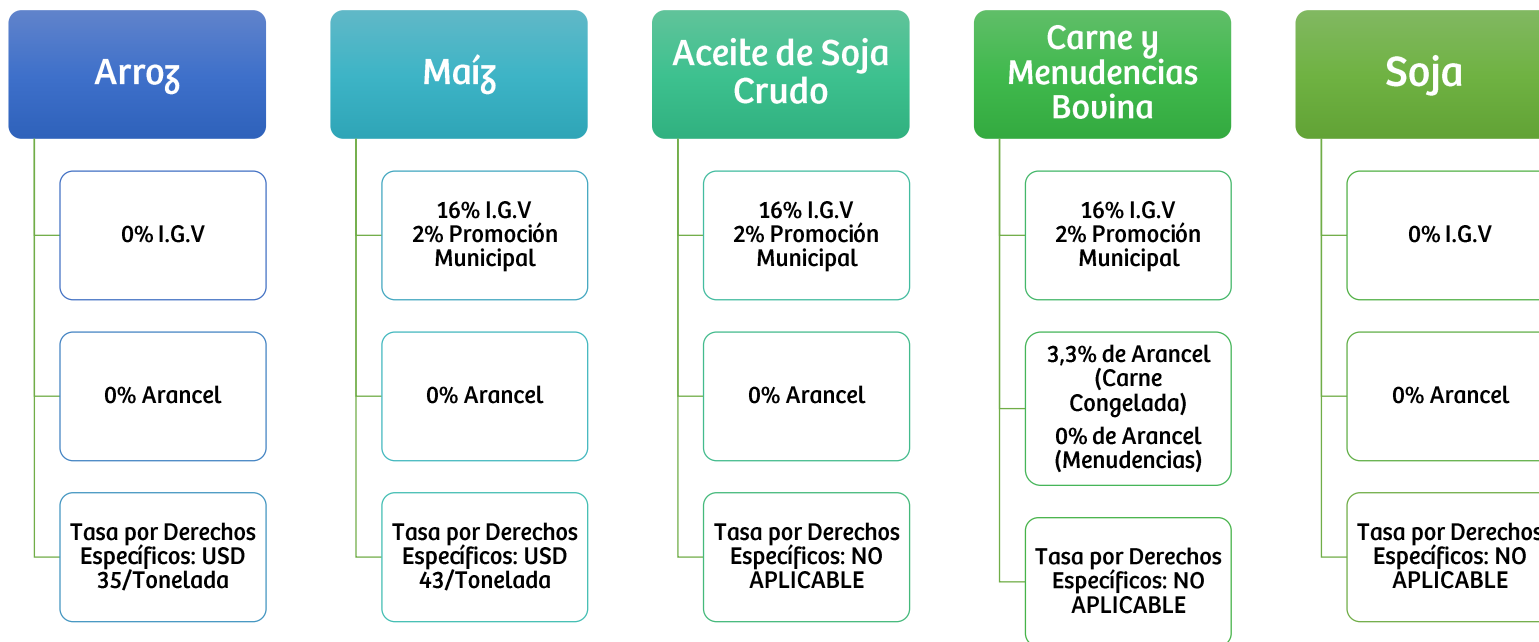 Arroz
0% I.G.V
0% Arancel
Tasa por Derechos
Específicos: USD
35/Tonelada
Maíz
16% I.G.V
2% Promoción
Municipal
0% Arancel
Tasa por Derechos
Específicos: USD
43/Tonelada
Aceite de Soja
Crudo
16% I.G.V
2% Promoción
Municipal
0% Arancel
Tasa por Derechos
Específicos: NO
APLICABLE
Carne y
Menudencias
Bovina
16% I.G.V
2% Promoción
Municipal
3,3% de Arancel
(Carne
Congelada)
0% de Arancel
(Menudencias)
Tasa por Derechos
Específicos: NO
APLICABLE
Soja
0% I.G.V
0% Arancel
Tasa por Derechos
Específicos: NO
APLICABLE